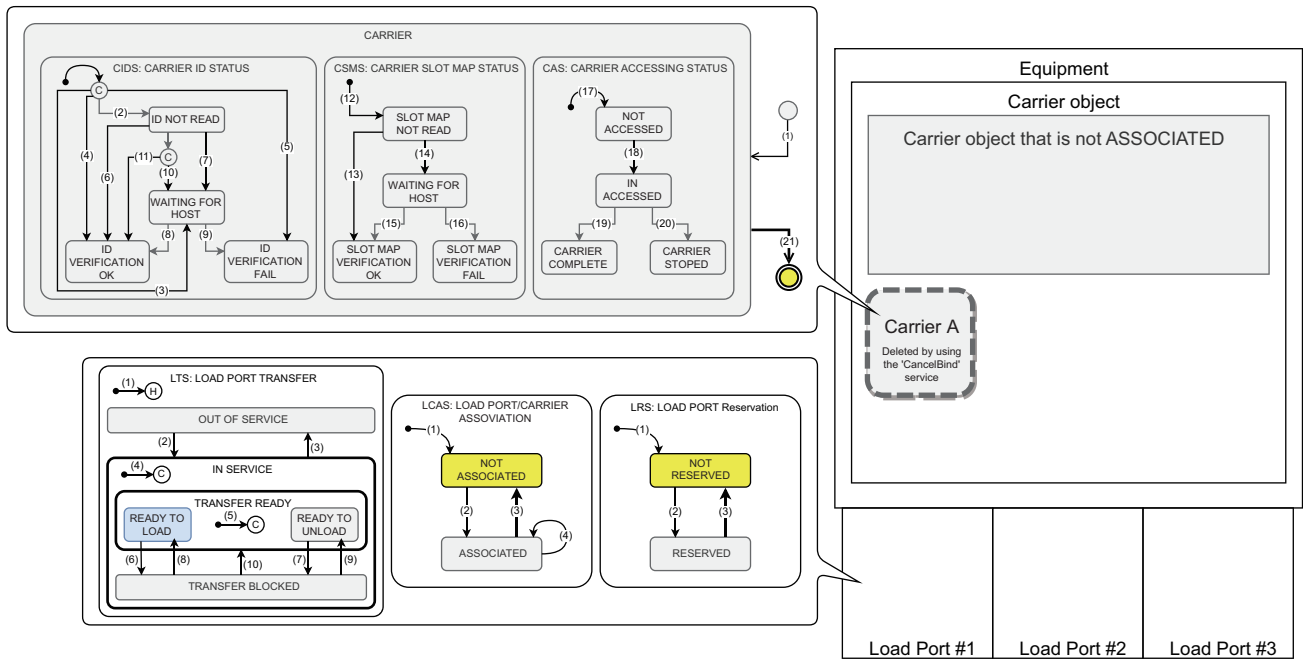 CARRIER
CIDS: CARRIER ID STATUS
C
(2)
ID NOT READ
(4)
(11)
C
(7)
(5)
(6)
(10)
WAITING FOR
HOST
(8)
(9)
ID
VERIFICATION
OK
ID
VERIFICATION
FAIL
(3)
CSMS: CARRIER SLOT MAP STATUS
(12)
SLOT MAP
NOT READ
(14)
(13)
WAITING FOR
HOST
(15)
(16)
SLOT MAP
VERIFICATION
OK
SLOT MAP
VERIFICATION
FAIL
CAS: CARRIER ACCESSING STATUS
(17)
NOT
ACCESSED
(18)
IN
ACCESSED
(19)
(20)
CARRIER
COMPLETE
CARRIER
STOPED
(1)
(21)
Equipment
Carrier object
Carrier object that is not ASSOCIATED
Carrier A
Deleted by using
the 'CancelBind'
service
LTS: LOAD PORT TRANSFER
(1)
H
OUT OF SERVICE
(2)
(3)
IN SERVICE
(4)
C
TRANSFER READY
READY TO
LOAD
(5)
C
READY TO
UNLOAD
(6)
(8)
(10)
(7)
(9)
TRANSFER BLOCKED
LCAS: LOAD PORT/CARRIER
ASSOVIATION
(1)
NOT
ASSOCIATED
(2)
(3)
(4)
ASSOCIATED
LRS: LOAD PORT Reservation
(1)
NOT
RESERVED
(2)
(3)
RESERVED
Load Port #1
Load Port #2
Load Port #3